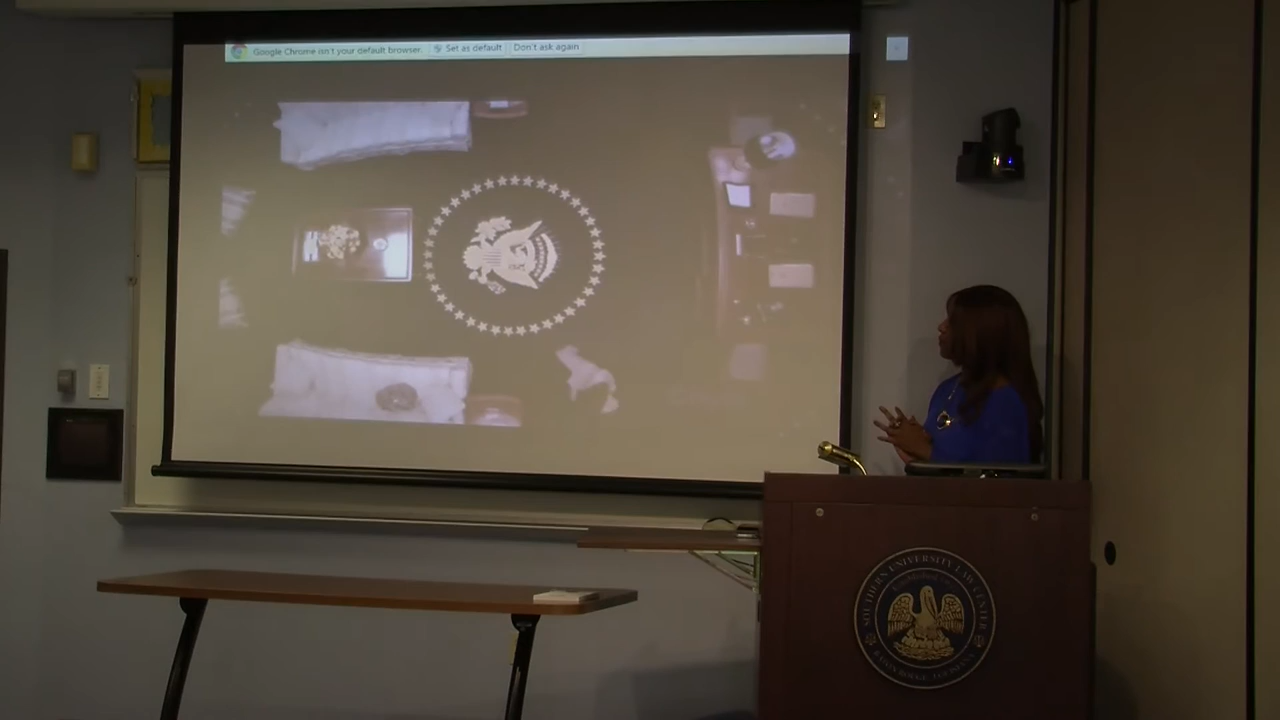 Google Chrome isn't your default browser. Set as default Don't ask again
SOUTHERN UNIVERSITY LAW CENTER
BATON ROUGE, LOUISIANA